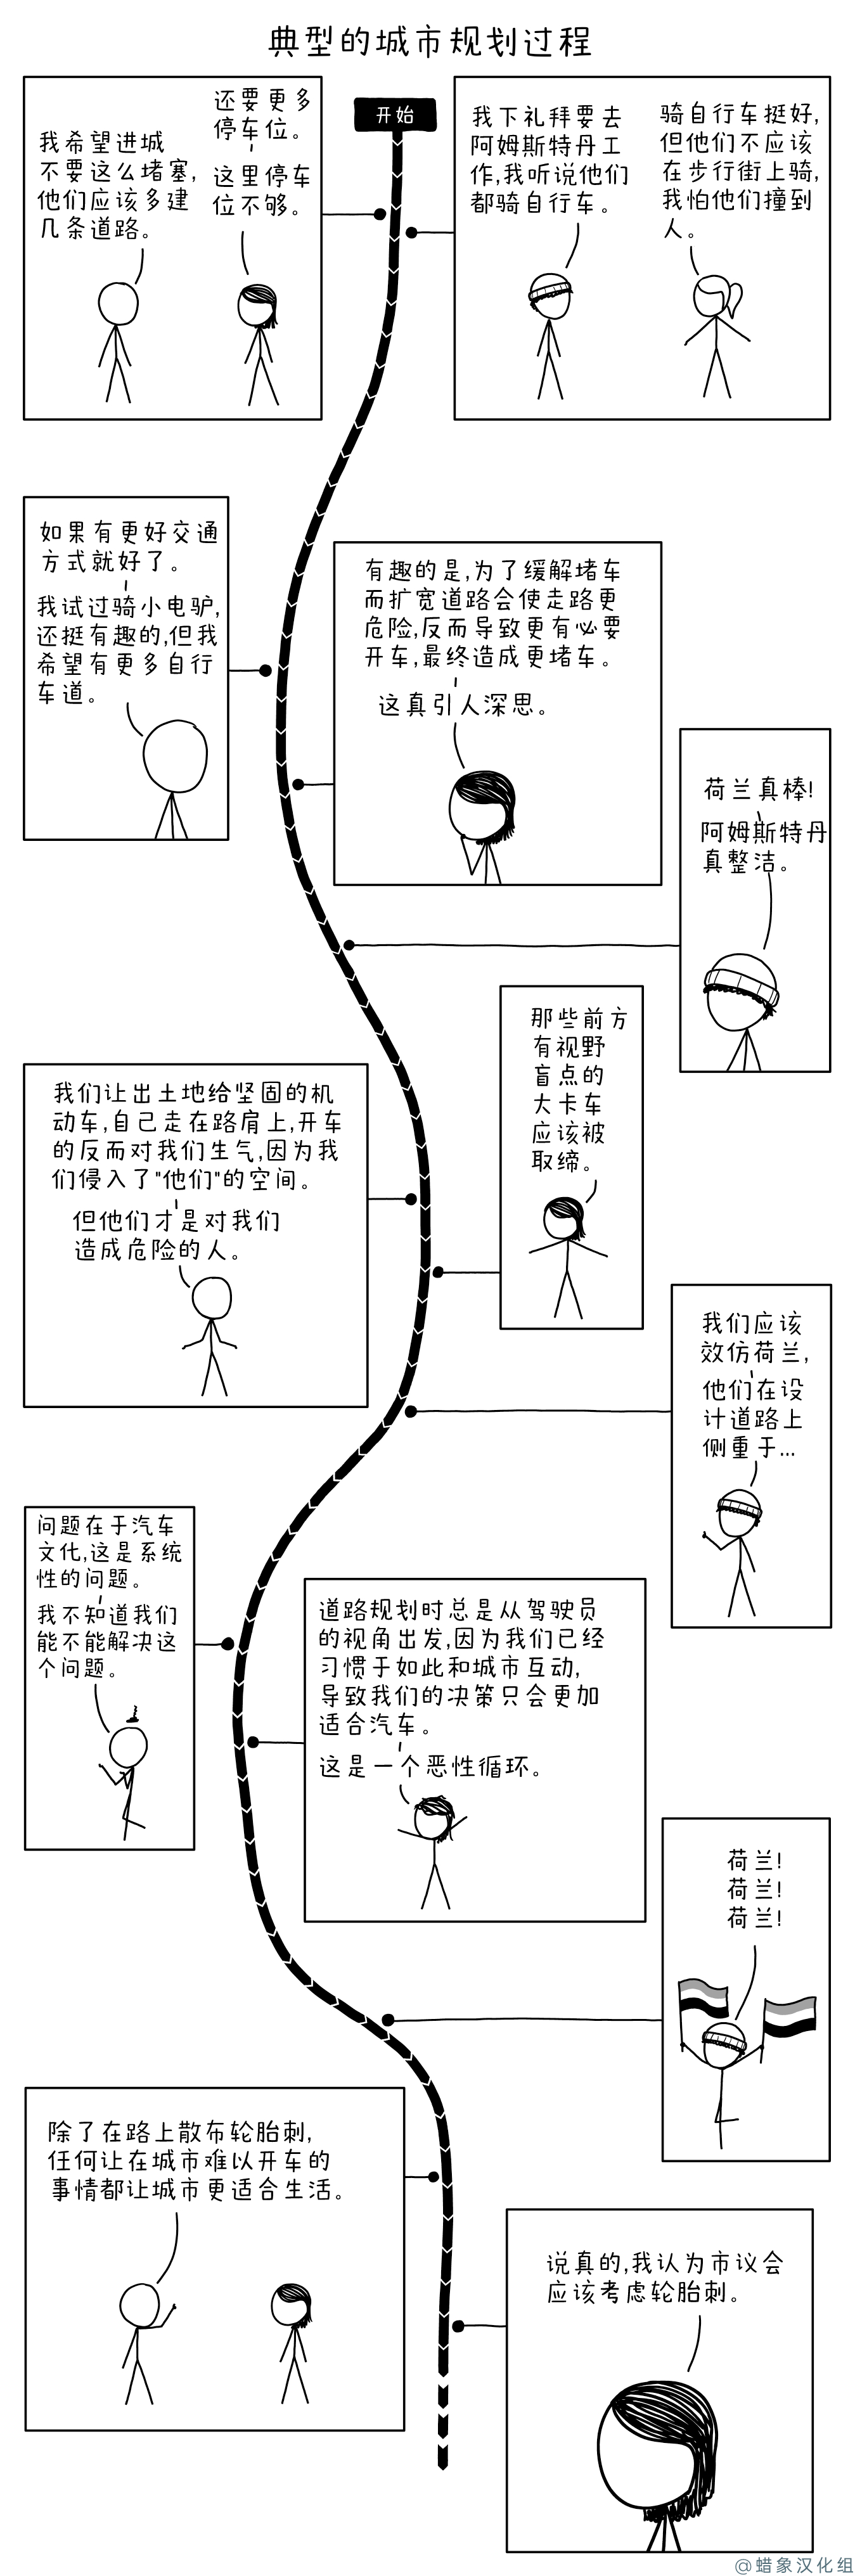 典型的城市规划过程
开始
我希望进城
不要这么堵塞,
他们应该多建
几条道路。
还要更多
停车位。
这里停车
位不够。
我下礼拜要去
阿姆斯特丹工
作,我听说他们
都骑自行车。
骑自行车挺好,
但他们不应该
在步行街上骑,
我怕他们撞到
人。
如果有更好交通
方式就好了。
我试过骑小电驴,
还挺有趣的,但我
希望有更多自行
车道。
有趣的是,为了缓解堵车
而扩宽道路会使走路更
危险,反而导致更有必要
开车,最终造成更堵车。
这真引人深思。
荷兰真棒!
阿姆斯特丹
真整洁。
那些前方
有视野
盲点的
大卡车
应该被
取缔。
我们让出土地给坚固的机
动车,自己走在路肩上,开车
的反而对我们生气,因为我
们侵入了"他们"的空间。
但他们才是对我们
造成危险的人。
我们应该
效仿荷兰,
他们在设
计道路上
侧重于...
问题在于汽车
文化,这是系统
性的问题。
我不知道我们
能不能解决这
个问题。
道路规划时总是从驾驶员
的视角出发,因为我们已经
习惯于如此和城市互动,
导致我们的决策只会更加
适合汽车。
这是一个恶性循环。
荷兰!
荷兰!
荷兰!
除了在路上散布轮胎刺,
任何让在城市难以开车的
事情都让城市更适合生活。
说真的,我认为市议会
应该考虑轮胎刺。
@蜡象汉化组